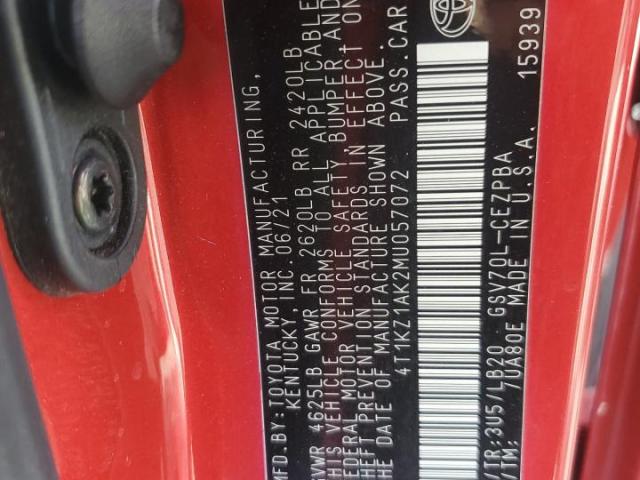 MFD.BY:TOYOTA MOTOR MANUFACTURING,
KENTUCKY, INC. 06/21
GVWR 4625LB GAWR FR 2620LB RR 2420LB
THIS VEHICLE CONFORMS TO ALL APPLICABLE
FEDERAL MOTOR VEHICLE SAFETY, BUMPER AND
THEFT PREVENTION STANDARDS IN EFFECT ON
THE DATE OF MANUFACTURE SHOWN ABOVE.
4T1KZ1AK2MU057072 PASS.CAR
/TR:3U5/LB20 GSV70L-CEZPBA
/TM: 7UA80E MADE IN U.S.A. 15939